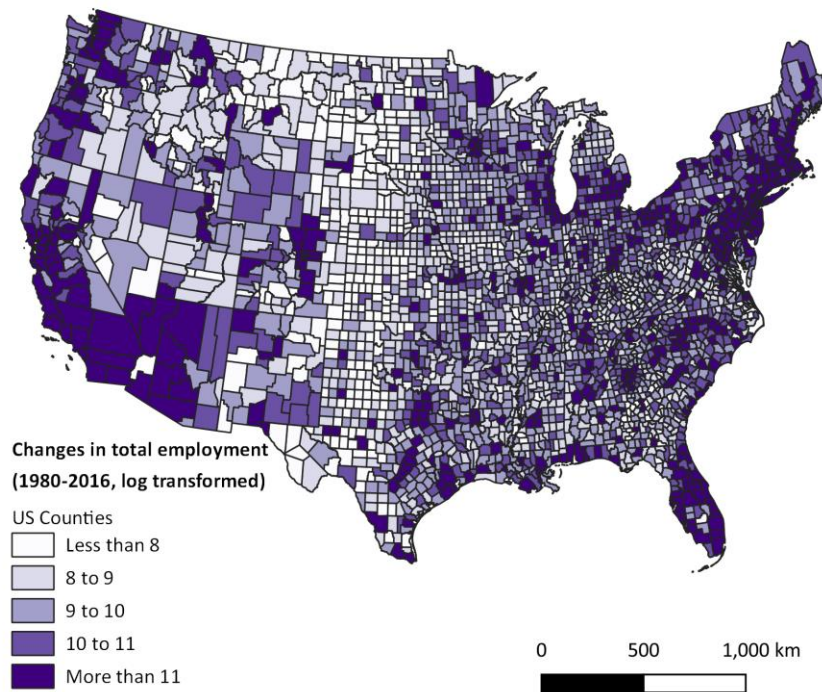 Changes in total employment
(1980-2016, log transformed)
US Counties
Less than 8
8 to 9
9 to 10
10 to 11
More than 11
0 500 1,000 km